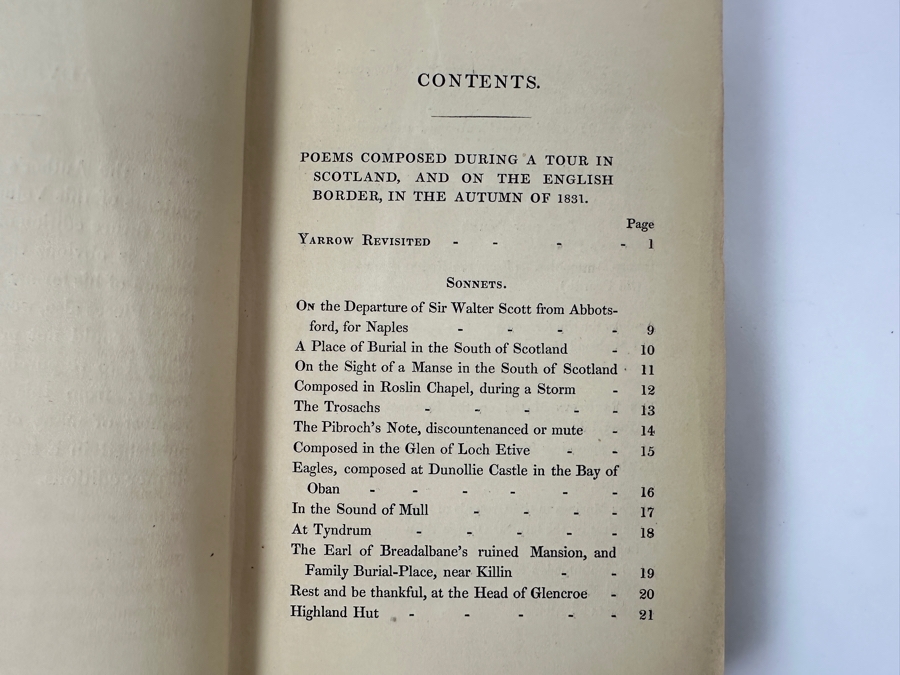 CONTENTS.
POEMS COMPOSED DURING A TOUR IN
SCOTLAND, AND ON THE ENGLISH
BORDER, IN THE AUTUMN OF 1831.
Page
YARROW REVISITED - - - - 1
SONNETS.
ON the Departure of Sir Walter Scott from Abbots-
ford, for Naples - - - - 9
A Place of Burial in the South of Scotland - 10
On the Sight of a Manse in the South of Scotland · 11
Composed in Roslin Chapel, during a Storm - 12
The Trosachs - - - - - 13
The Pibroch's Note, discountenanced or mute - 14
Composed in the Glen of Loch Etive - - 15
Eagles, composed at Dunollie Castle in the Bay of
Oban - - - - - - 16
In the Sound of Mull - - - - 17
At Tyndrum - - - - - 18
The Earl of Breadalbane's ruined Mansion, and
Family Burial-Place, near Killin - - 19
Rest and be thankful, at the Head of Glencroe - 20
Highland Hut - - - - - 21